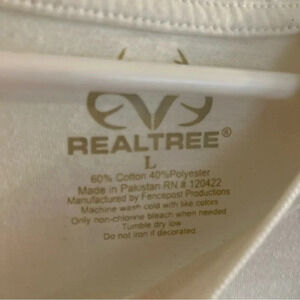 REALTREE®
L
60% Cotton 40%Polyester
Made in Pakistan RN # 120422
Manufactured by Fencepost Productions
Machine wash cold with like colors
Only non-chlorine bleach when needed
Tumble dry low
Do not iron if decorated